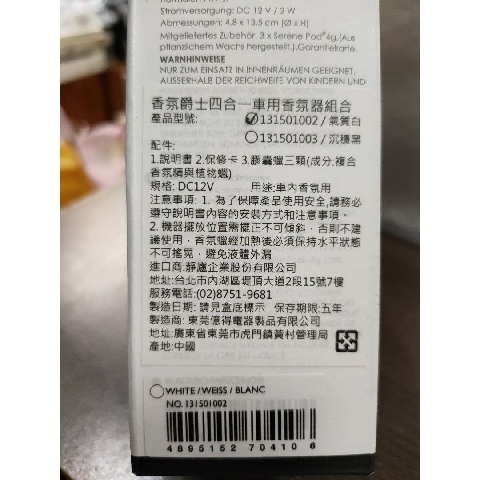 Stromversorgung: DC 12 V / 2 W
Abmessungen: 4,8 x 13,5 cm (Ø x H)
Mitgeliefertes Zubehör: 3 x Serene Pod®4g, (Aus
pflanzlichem Wachs hergestellt.), Garantiekarte.
WARNHINWEISE
NUR ZUM EINSATZ IN INNENRÄUMEN GEEIGNET,
AUSSERHALB DER REICHWEITE VON KINDERN UND
香氛爵士四合一車用香氛器組合
產品型號: 131501002 / 氣質白
131501003 / 沉穩黑
配件:
1.說明書 2.保修卡 3.膠囊蠟三顆(成分:複合
香氛精與植物蠟)
規格: DC12V 用途:車內香氛用
注意事項: 1. 為了保障產品使用安全,請務必
遵守說明書內容的安裝方式和注意事項。
2. 機器擺放位置需擺正不可傾斜，否則不建
議使用，香氛蠟經加熱後必須保持水平狀態
不可搖晃，避免液體外漏
進口商:靜廬企業股份有限公司
地址:台北市內湖區堤頂大道2段15號7樓
服務電話:(02)8751-9681
製造日期: 請見盒底標示 保存期限:五年
製造商: 東莞億得電器製品有限公司
地址:廣東省東莞市虎門鎮黃村管理局
產地:中國
WHITE / WEISS / BLANC
NO. 131501002
4895152704106